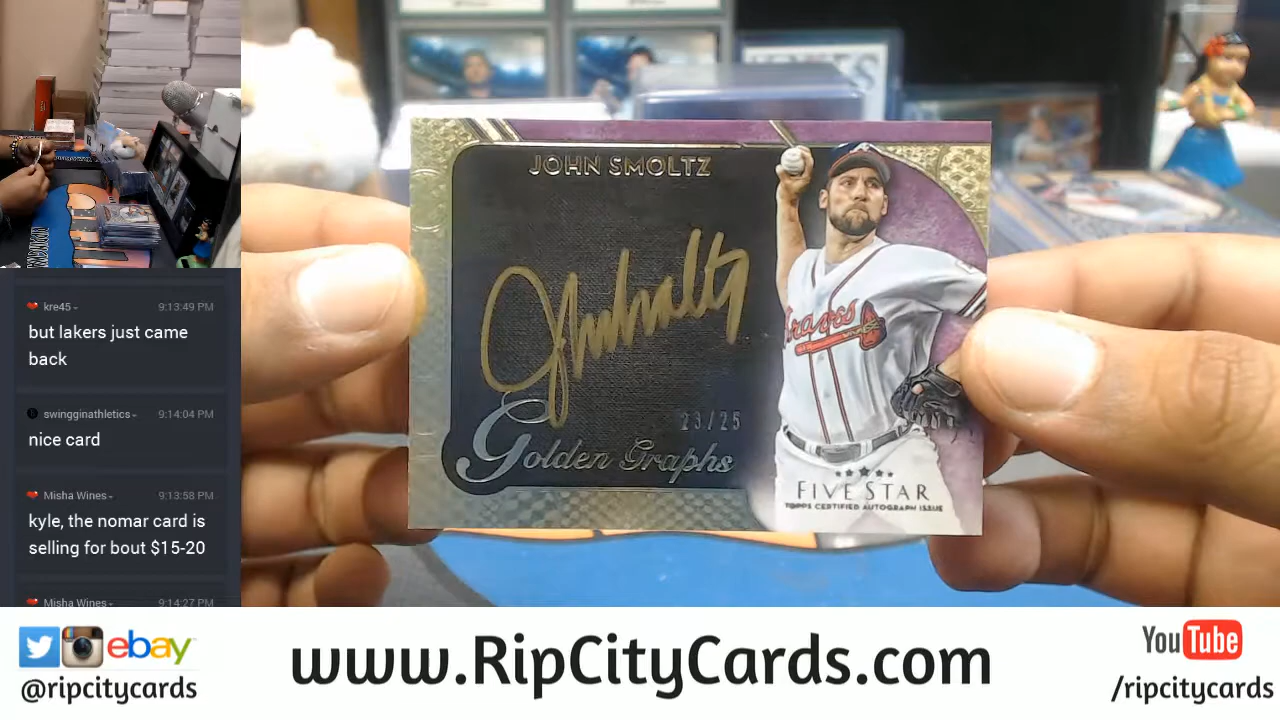 kre45
9:13:49 PM
but lakers just came
back
swingginathletics
9:14:04 PM
nice card
Misha Wines
9:13:58 PM
kyle, the nomar card is
selling for bout $15-20
Misha Wines
9:14:27 PM
JOHN SMOLTZ
23/25
Golden Graphs
Braves
FIVE STAR
TOPPS CERTIFIED AUTOGRAPH ISSUE
ebay
@ripcitycards
www.RipCityCards.com
YouTube
/ripcitycards